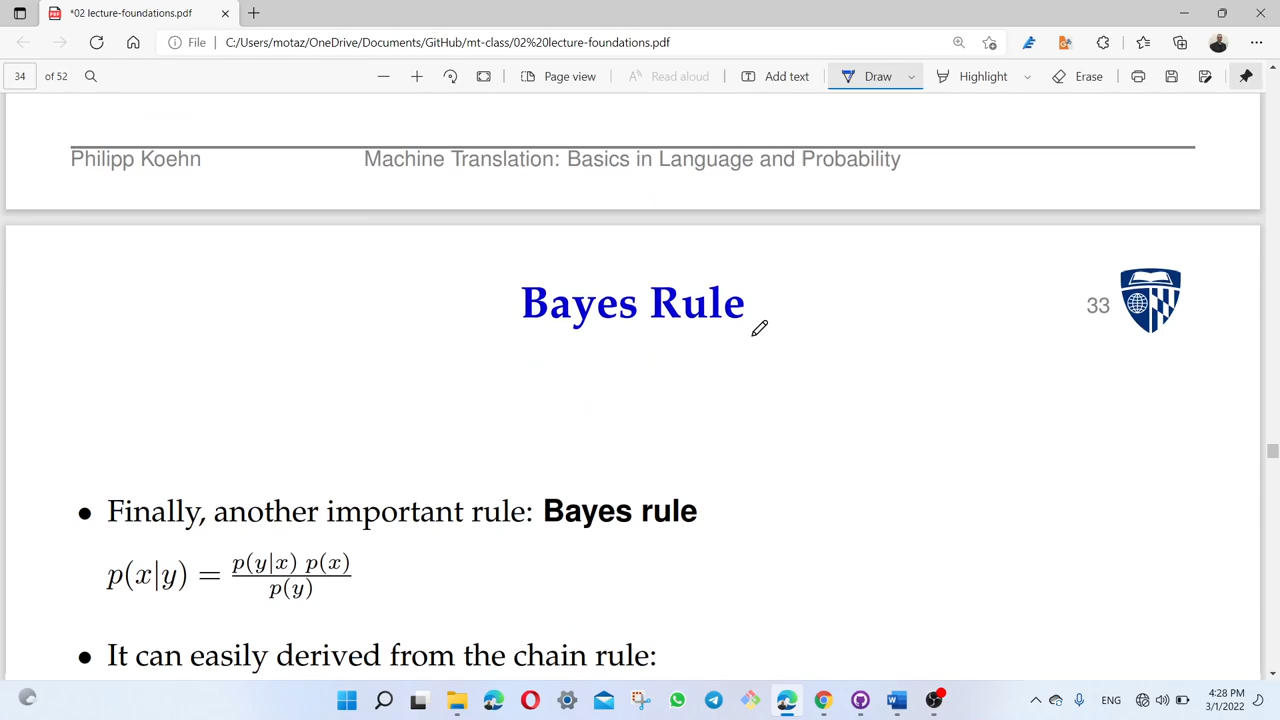 *02 lecture-foundations.pdf
File C:/Users/motaz/OneDrive/Documents/GitHub/mt-class/02%20lecture-foundations.pdf
34 of 52 Page view Read aloud Add text Draw Highlight Erase
Philipp Koehn Machine Translation: Basics in Language and Probability
Bayes Rule
33
• Finally, another important rule: Bayes rule
p(x|y) = p(y|x) p(x) / p(y)
• It can easily derived from the chain rule:
ENG 4:28 PM
3/1/2022